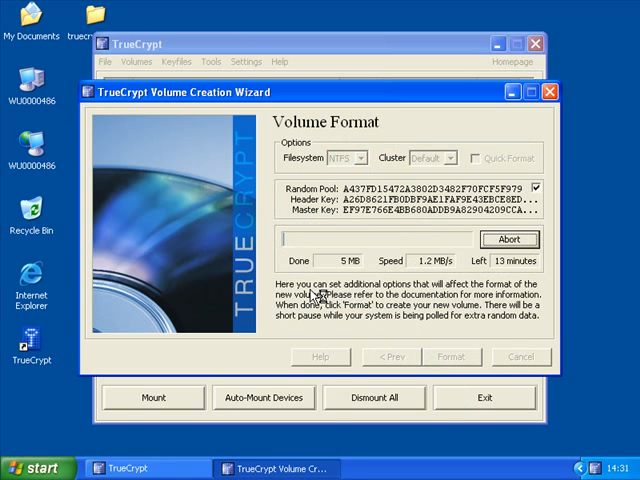 My Documents
truecr
WU0000486
WU0000486
Recycle Bin
Internet
Explorer
TrueCrypt
TrueCrypt
File Volumes Keyfiles Tools Settings Help Homepage
TrueCrypt Volume Creation Wizard
TRUECRYPT
Volume Format
Options
Filesystem NTFS Cluster Default Quick Format
Random Pool: A437FD15472A3802D3482F70FCF5F979
Header Key: A26D8621FB0DBF9AE1FAF9E43EBCE8ED...
Master Key: EF97E766E4BB680ADDB9A82904209CCA...
Abort
Done 5 MB Speed 1.2 MB/s Left 13 minutes
Here you can set additional options that will affect the format of the
new Please refer to the documentation for more information.
When done, click 'Format' to create your new volume. There will be a
short pause while your system is being polled for extra random data.
Help < Prev Format Cancel
Mount Auto-Mount Devices Dismount All Exit
start TrueCrypt TrueCrypt Volume Cr... 14:31